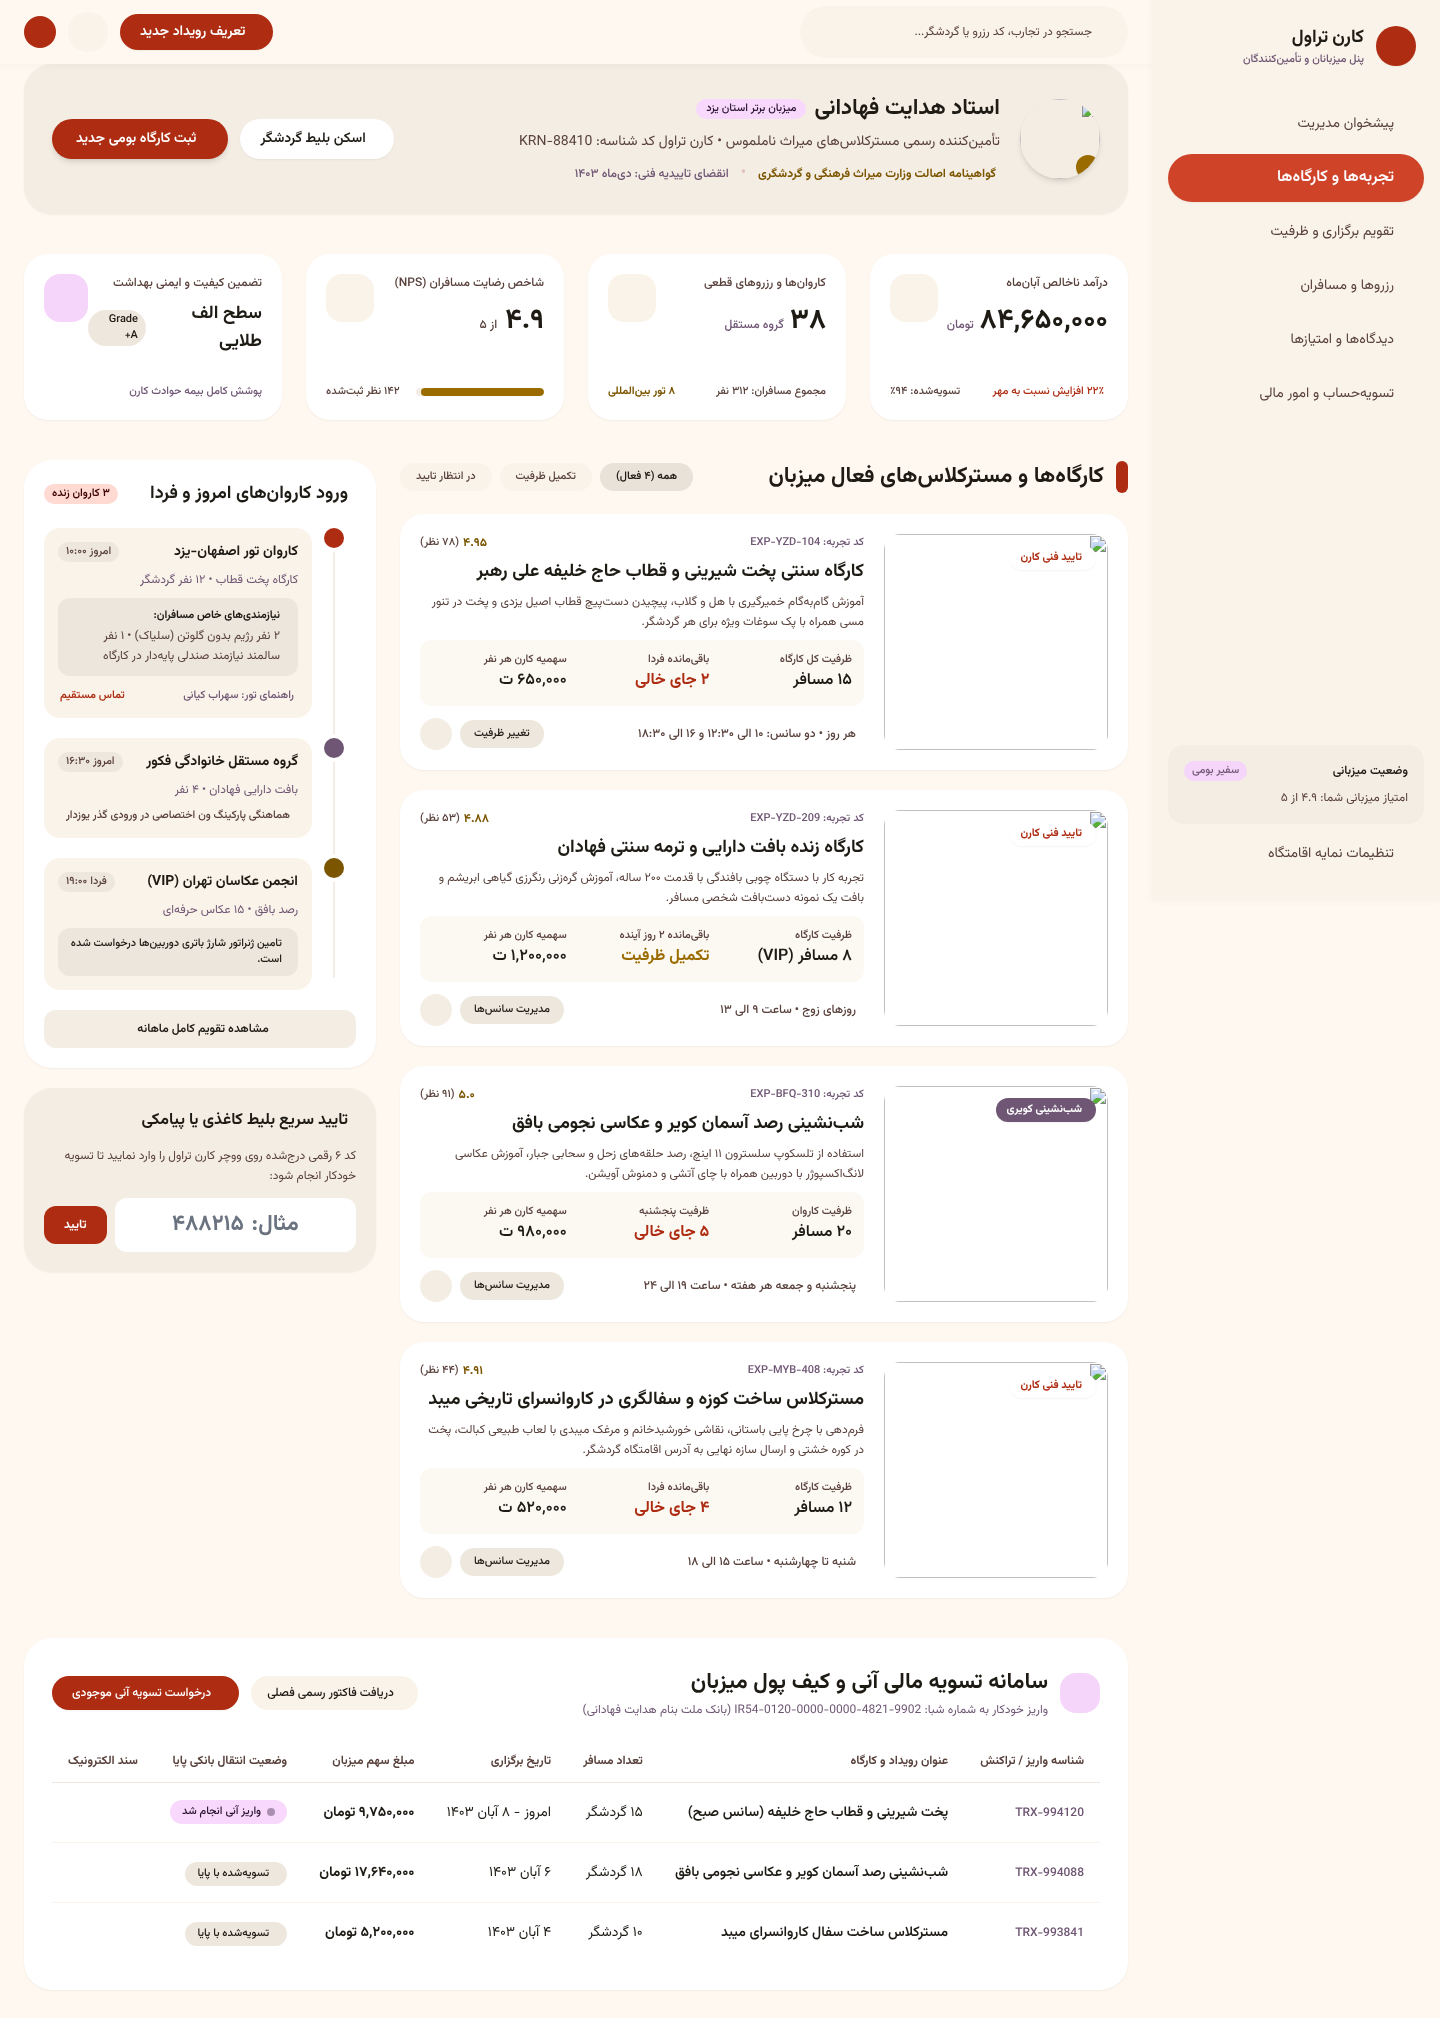 کارن تراول
پنل میزبانان و تأمین‌کنندگان
پیشخوان مدیریت
تجربه‌ها و کارگاه‌ها
تقویم برگزاری و ظرفیت
رزروها و مسافران
دیدگاه‌ها و امتیازها
تسویه‌حساب و امور مالی
وضعیت میزبانی
سفیر بومی
امتیاز میزبانی شما: ۴.۹ از ۵
تنظیمات نمایه اقامتگاه
جستجو در تجارب، کد رزرو یا گردشگر...
تعریف رویداد جدید
استاد هدایت فهادانی
میزبان برتر استان یزد
تأمین‌کننده رسمی مسترکلاس‌های میراث ناملموس • کارن تراول کد شناسه: KRN-88410
گواهینامه اصالت وزارت میراث فرهنگی و گردشگری • انقضای تاییدیه فنی: دی‌ماه ۱۴۰۳
اسکن بلیط گردشگر
ثبت کارگاه بومی جدید
درآمد ناخالص آبان‌ماه
۸۴,۶۵۰,۰۰۰ تومان
۲۲٪ افزایش نسبت به مهر
تسویه‌شده: ۹۴٪
کاروان‌ها و رزروهای قطعی
۳۸ گروه مستقل
مجموع مسافران: ۳۱۲ نفر
۸ تور بین‌المللی
شاخص رضایت مسافران (NPS)
۴.۹ از ۵
۱۴۲ نظر ثبت‌شده
تضمین کیفیت و ایمنی بهداشت
سطح الف
طلایی
Grade
A+
پوشش کامل بیمه حوادث کارن
کارگاه‌ها و مسترکلاس‌های فعال میزبان
همه (۴ فعال)
تکمیل ظرفیت
در انتظار تایید
تایید فنی کارن
کد تجربه: EXP-YZD-104
۴.۹۵ (۷۸ نظر)
کارگاه سنتی پخت شیرینی و قطاب حاج خلیفه علی رهبر
آموزش گام‌به‌گام خمیرگیری با هل و گلاب، پیچیدن دست‌پیچ قطاب اصیل یزدی و پخت در تنور
مسی همراه با پک سوغات ویژه برای هر گردشگر.
ظرفیت کل کارگاه
۱۵ مسافر
باقی‌مانده فردا
۲ جای خالی
سهمیه کارن هر نفر
۶۵۰,۰۰۰ ت
هر روز • دو سانس: ۱۰ الی ۱۲:۳۰ و ۱۶ الی ۱۸:۳۰
تغییر ظرفیت
تایید فنی کارن
کد تجربه: EXP-YZD-209
۴.۸۸ (۵۳ نظر)
کارگاه زنده بافت دارایی و ترمه سنتی فهادان
تجربه کار با دستگاه چوبی بافندگی با قدمت ۲۰۰ ساله، آموزش گره‌زنی رنگرزی گیاهی ابریشم و
بافت یک نمونه دست‌بافت شخصی مسافر.
ظرفیت کارگاه
۸ مسافر (VIP)
باقی‌مانده ۲ روز آینده
تکمیل ظرفیت
سهمیه کارن هر نفر
۱,۲۰۰,۰۰۰ ت
روزهای زوج • ساعت ۹ الی ۱۳
مدیریت سانس‌ها
شب‌نشینی کویری
کد تجربه: EXP-BFQ-310
۵.۰ (۹۱ نظر)
شب‌نشینی رصد آسمان کویر و عکاسی نجومی بافق
استفاده از تلسکوپ سلسترون ۱۱ اینچ، رصد حلقه‌های زحل و سحابی جبار، آموزش عکاسی
لانگ‌اکسپوژر با دوربین همراه با چای آتشی و دمنوش آویشن.
ظرفیت کاروان
۲۰ مسافر
ظرفیت پنجشنبه
۵ جای خالی
سهمیه کارن هر نفر
۹۸۰,۰۰۰ ت
پنجشنبه و جمعه هر هفته • ساعت ۱۹ الی ۲۴
مدیریت سانس‌ها
تایید فنی کارن
کد تجربه: EXP-MYB-408
۴.۹۱ (۴۴ نظر)
مسترکلاس ساخت کوزه و سفالگری در کاروانسرای تاریخی میبد
فرم‌دهی با چرخ پایی باستانی، نقاشی خورشیدخانم و مرغک میبدی با لعاب طبیعی کبالت، پخت
در کوره خشتی و ارسال سازه نهایی به آدرس اقامتگاه گردشگر.
ظرفیت کارگاه
۱۲ مسافر
باقی‌مانده فردا
۴ جای خالی
سهمیه کارن هر نفر
۵۲۰,۰۰۰ ت
شنبه تا چهارشنبه • ساعت ۱۵ الی ۱۸
مدیریت سانس‌ها
ورود کاروان‌های امروز و فردا
۳ کاروان زنده
کاروان تور اصفهان-یزد
امروز ۱۰:۰۰
کارگاه پخت قطاب • ۱۲ نفر گردشگر
نیازمندی‌های خاص مسافران:
۲ نفر رژیم بدون گلوتن (سلیاک) • ۱ نفر
سالمند نیازمند صندلی پایه‌دار در کارگاه
راهنمای تور: سهراب کیانی
تماس مستقیم
گروه مستقل خانوادگی فکور
امروز ۱۶:۳۰
بافت دارایی فهادان • ۴ نفر
هماهنگی پارکینگ ون اختصاصی در ورودی گذر یوزدار
انجمن عکاسان تهران (VIP)
فردا ۱۹:۰۰
رصد بافق • ۱۵ عکاس حرفه‌ای
تامین ژنراتور شارژ باتری دوربین‌ها درخواست شده
است.
مشاهده تقویم کامل ماهانه
تایید سریع بلیط کاغذی یا پیامکی
کد ۶ رقمی درج‌شده روی ووچر کارن تراول را وارد نمایید تا تسویه
خودکار انجام شود:
مثال: ۴۸۸۲۱۵
تایید
سامانه تسویه مالی آنی و کیف پول میزبان
واریز خودکار به شماره شبا: IR54-0120-0000-0000-4821-9902 (بانک ملت بنام هدایت فهادانی)
دریافت فاکتور رسمی فصلی
درخواست تسویه آنی موجودی
شناسه واریز / تراکنش
عنوان رویداد و کارگاه
تعداد مسافر
تاریخ برگزاری
مبلغ سهم میزبان
وضعیت انتقال بانکی پایا
سند الکترونیک
TRX-994120
پخت شیرینی و قطاب حاج خلیفه (سانس صبح)
۱۵ گردشگر
امروز - ۸ آبان ۱۴۰۳
۹,۷۵۰,۰۰۰ تومان
واریز آنی انجام شد
TRX-994088
شب‌نشینی رصد آسمان کویر و عکاسی نجومی بافق
۱۸ گردشگر
۶ آبان ۱۴۰۳
۱۷,۶۴۰,۰۰۰ تومان
تسویه‌شده با پایا
TRX-993841
مسترکلاس ساخت سفال کاروانسرای میبد
۱۰ گردشگر
۴ آبان ۱۴۰۳
۵,۲۰۰,۰۰۰ تومان
تسویه‌شده با پایا